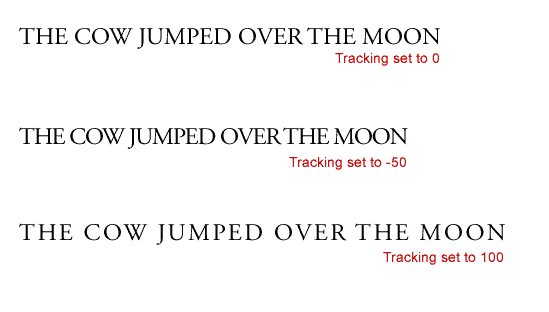 THE COW JUMPED OVER THE MOON
Tracking set to 0
THE COW JUMPED OVER THE MOON
Tracking set to -50
THE COW JUMPED OVER THE MOON
Tracking set to 100